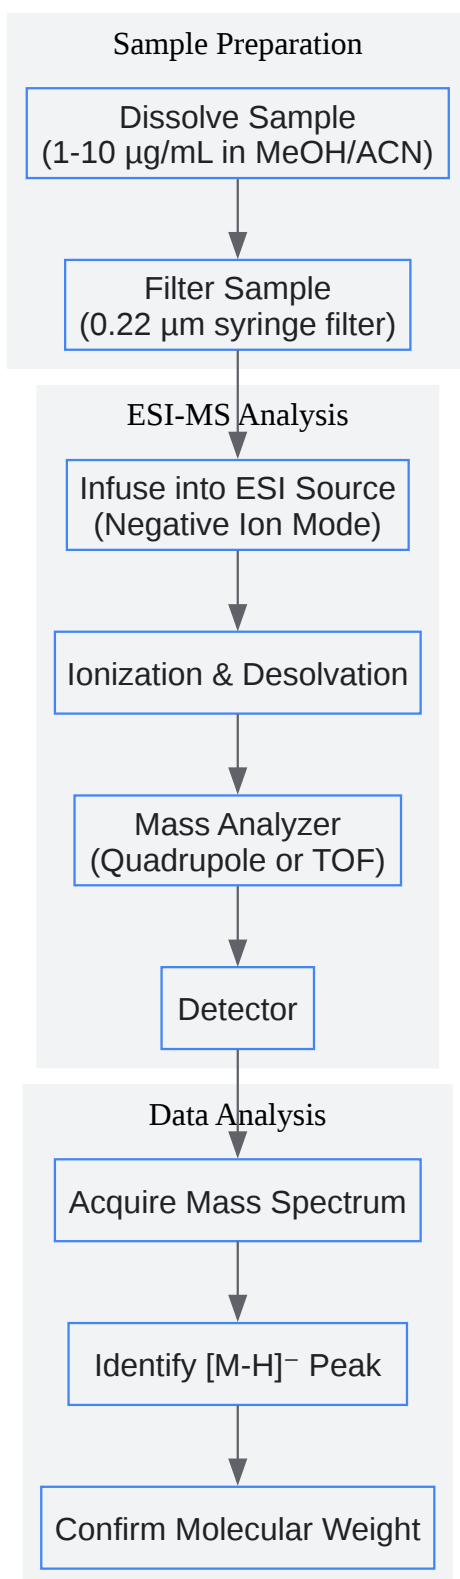 Sample Preparation
Dissolve Sample
(1-10 µg/mL in MeOH/ACN)
Filter Sample
(0.22 µm syringe filter)
ESI-MS Analysis
Infuse into ESI Source
(Negative Ion Mode)
Ionization & Desolvation
Mass Analyzer
(Quadrupole or TOF)
Detector
Data Analysis
Acquire Mass Spectrum
Identify [M-H]⁻ Peak
Confirm Molecular Weight